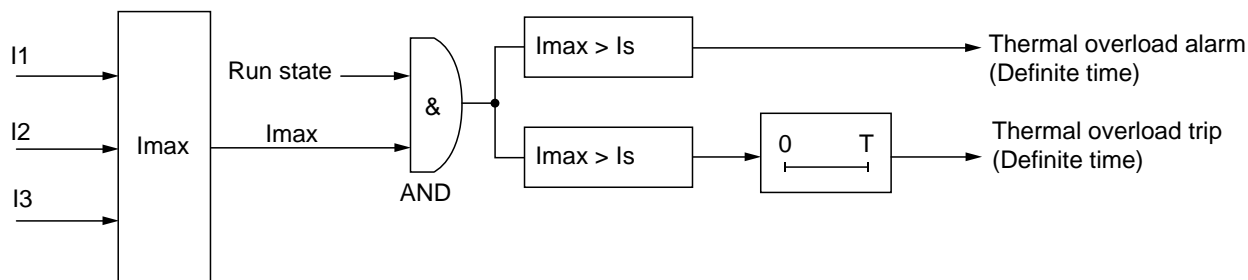 I1
I2
I3
Imax
Run state
Imax
&
AND
Imax > Is
Thermal overload alarm
(Definite time)
Imax > Is
0 T
Thermal overload trip
(Definite time)